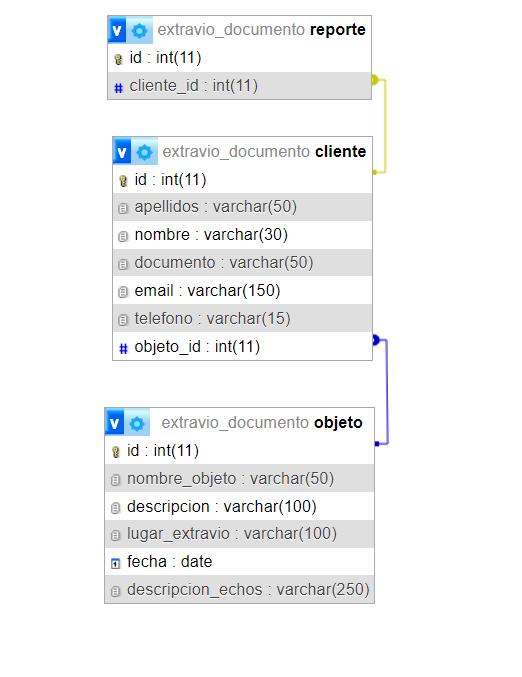 v extravio_documento reporte
id : int(11)
# cliente_id : int(11)
v extravio_documento cliente
id : int(11)
apellidos : varchar(50)
nombre : varchar(30)
documento : varchar(50)
email : varchar(150)
telefono : varchar(15)
# objeto_id : int(11)
v extravio_documento objeto
id : int(11)
nombre_objeto : varchar(50)
descripcion : varchar(100)
lugar_extravio : varchar(100)
1 fecha : date
descripcion_echos : varchar(250)